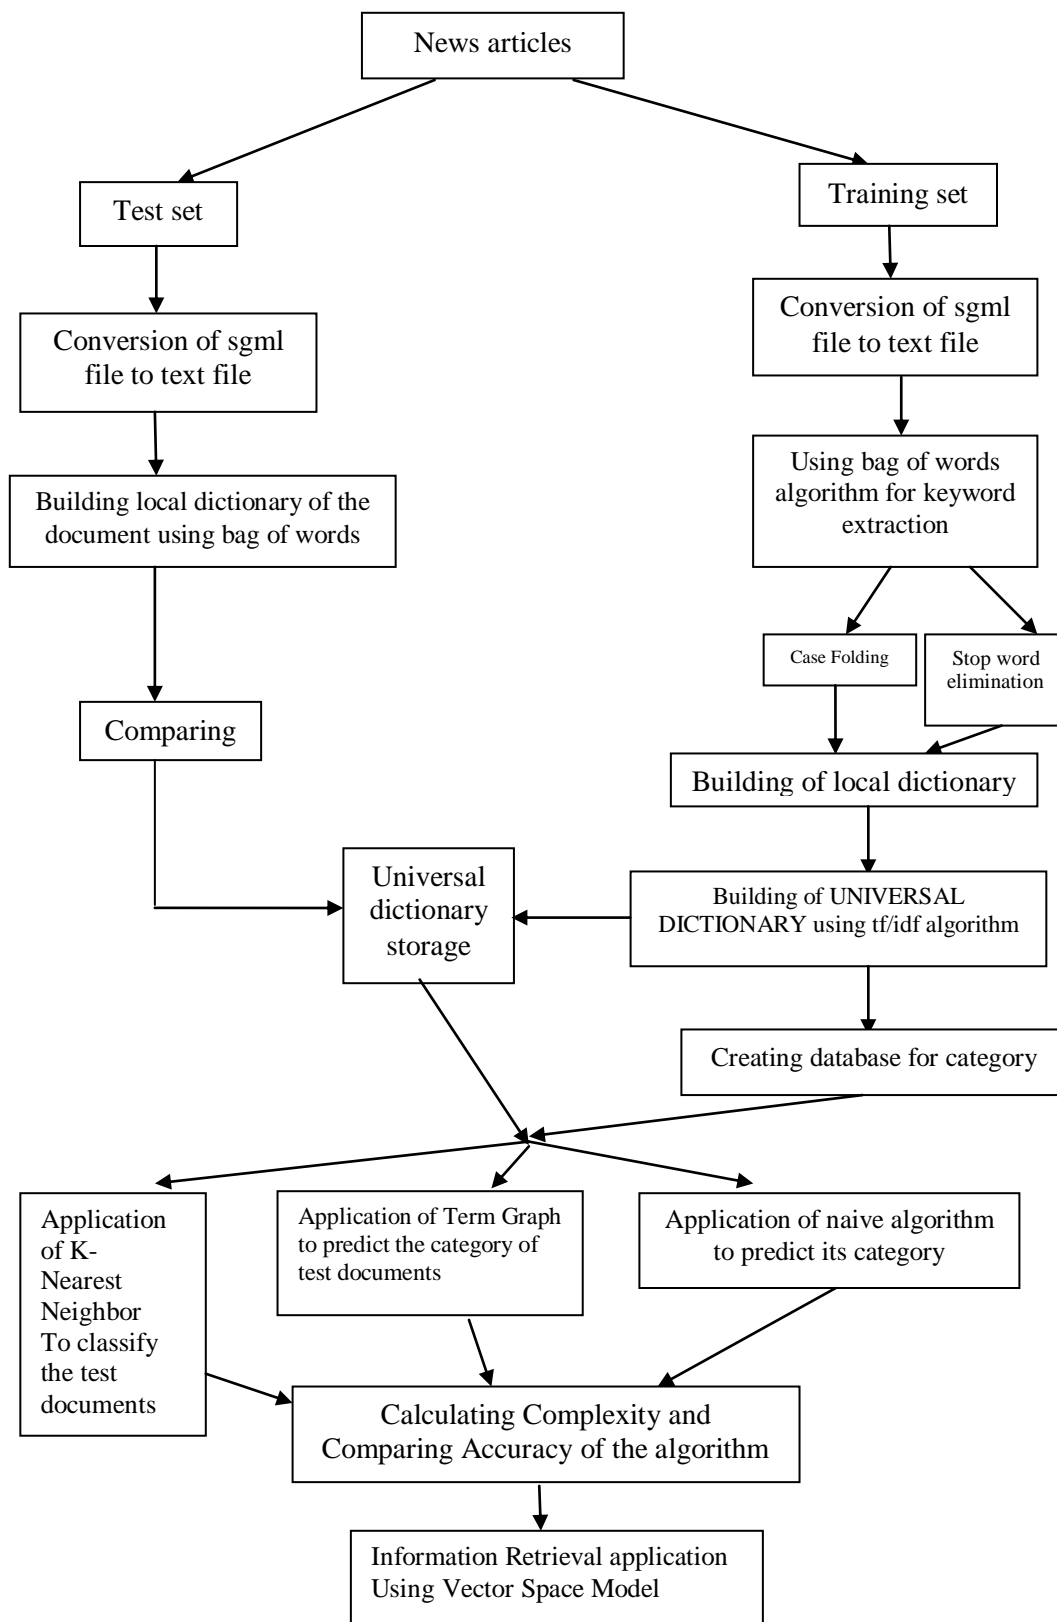 News articles
Test set
Training set
Conversion of sgml
file to text file
Conversion of sgml
file to text file
Building local dictionary of the
document using bag of words
Using bag of words
algorithm for keyword
extraction
Case Folding
Stop word
elimination
Comparing
Building of local dictionary
Universal
dictionary
storage
Building of UNIVERSAL
DICTIONARY using tf/idf algorithm
Creating database for category
Application
of K-
Nearest
Neighbor
To classify
the test
documents
Application of Term Graph
to predict the category of
test documents
Application of naive algorithm
to predict its category
Calculating Complexity and
Comparing Accuracy of the algorithm
Information Retrieval application
Using Vector Space Model